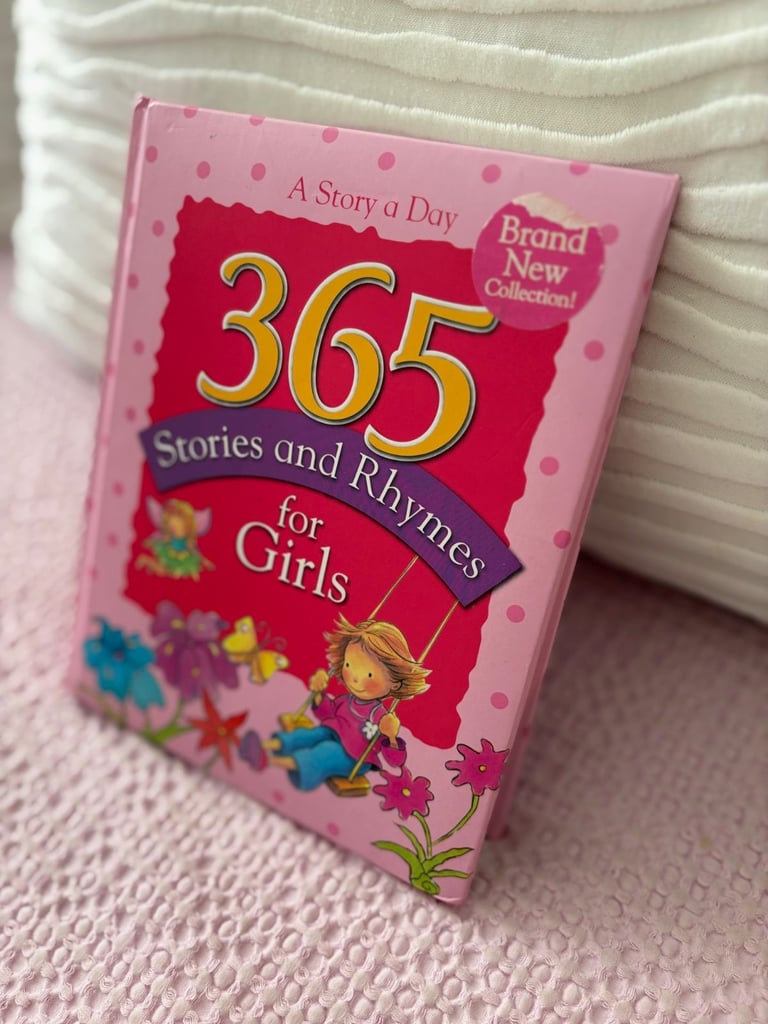 A Story a Day
Brand
New
Collection!
365
Stories and Rhymes
for
Girls